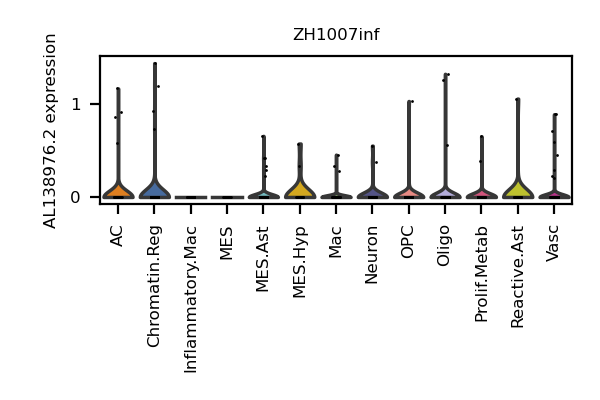 ZH1007inf
AL138976.2 expression
1
0
AC
Chromatin.Reg
Inflammatory.Mac
MES
MES.Ast
MES.Hyp
Mac
Neuron
OPC
Oligo
Prolif.Metab
Reactive.Ast
Vasc